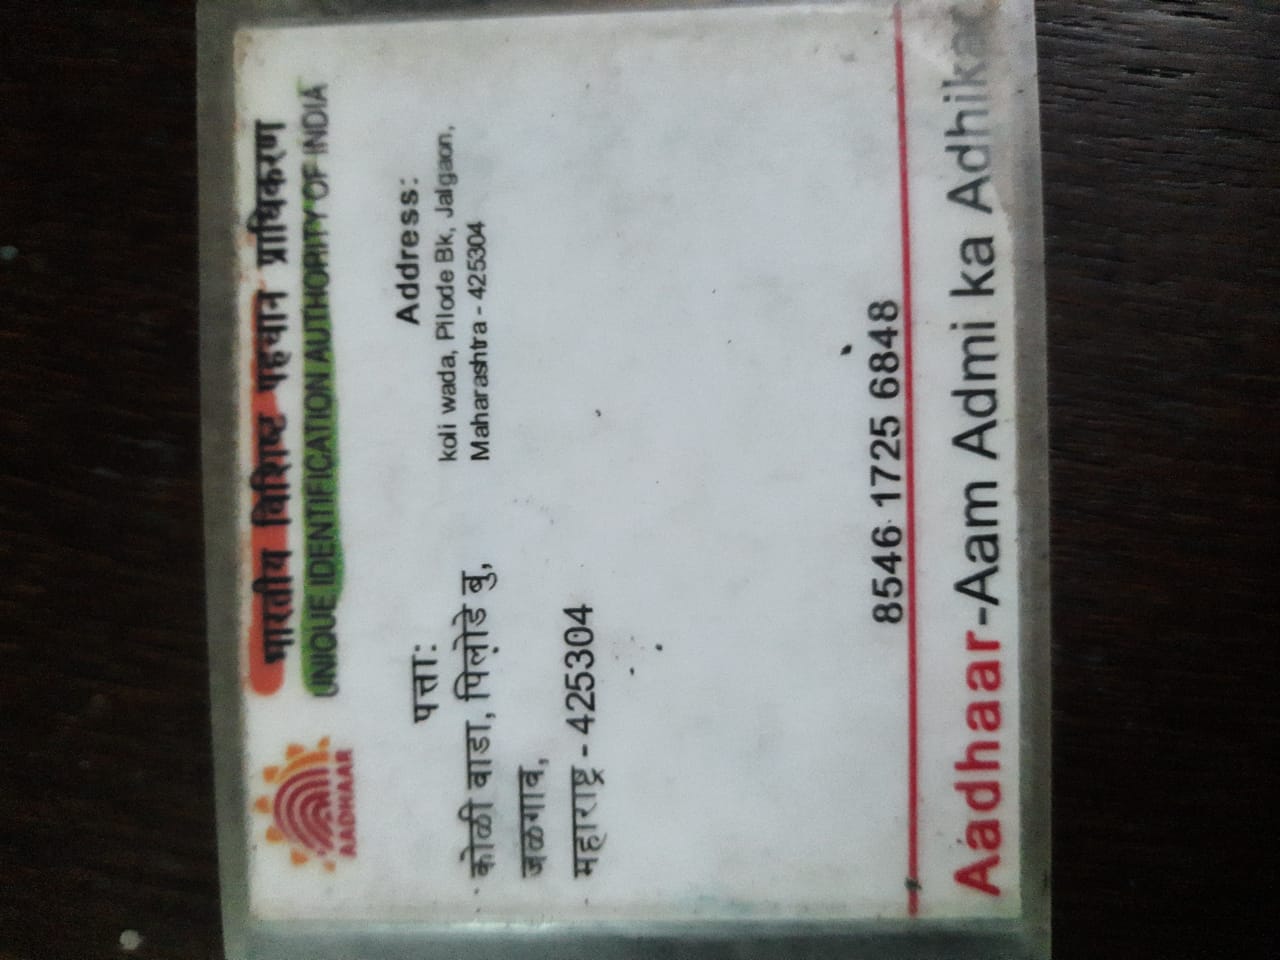 भारतीय विशिष्ट पहचान प्राधिकरण
UNIQUE IDENTIFICATION AUTHORITY OF INDIA
AADHAAR
पत्ता:
कोळी वाडा, पिलोडे बु,
जळगाव,
महाराष्ट्र - 425304
Address:
koli wada, Pilode Bk, Jalgaon,
Maharashtra - 425304
8546 1725 6848
Aadhaar-Aam Admi ka Adhikar